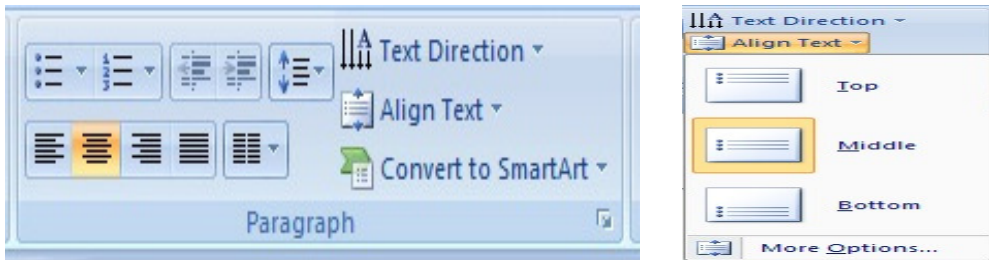 Text Direction
Align Text
Convert to SmartArt
Paragraph
Text Direction
Align Text
Top
Middle
Bottom
More Options...